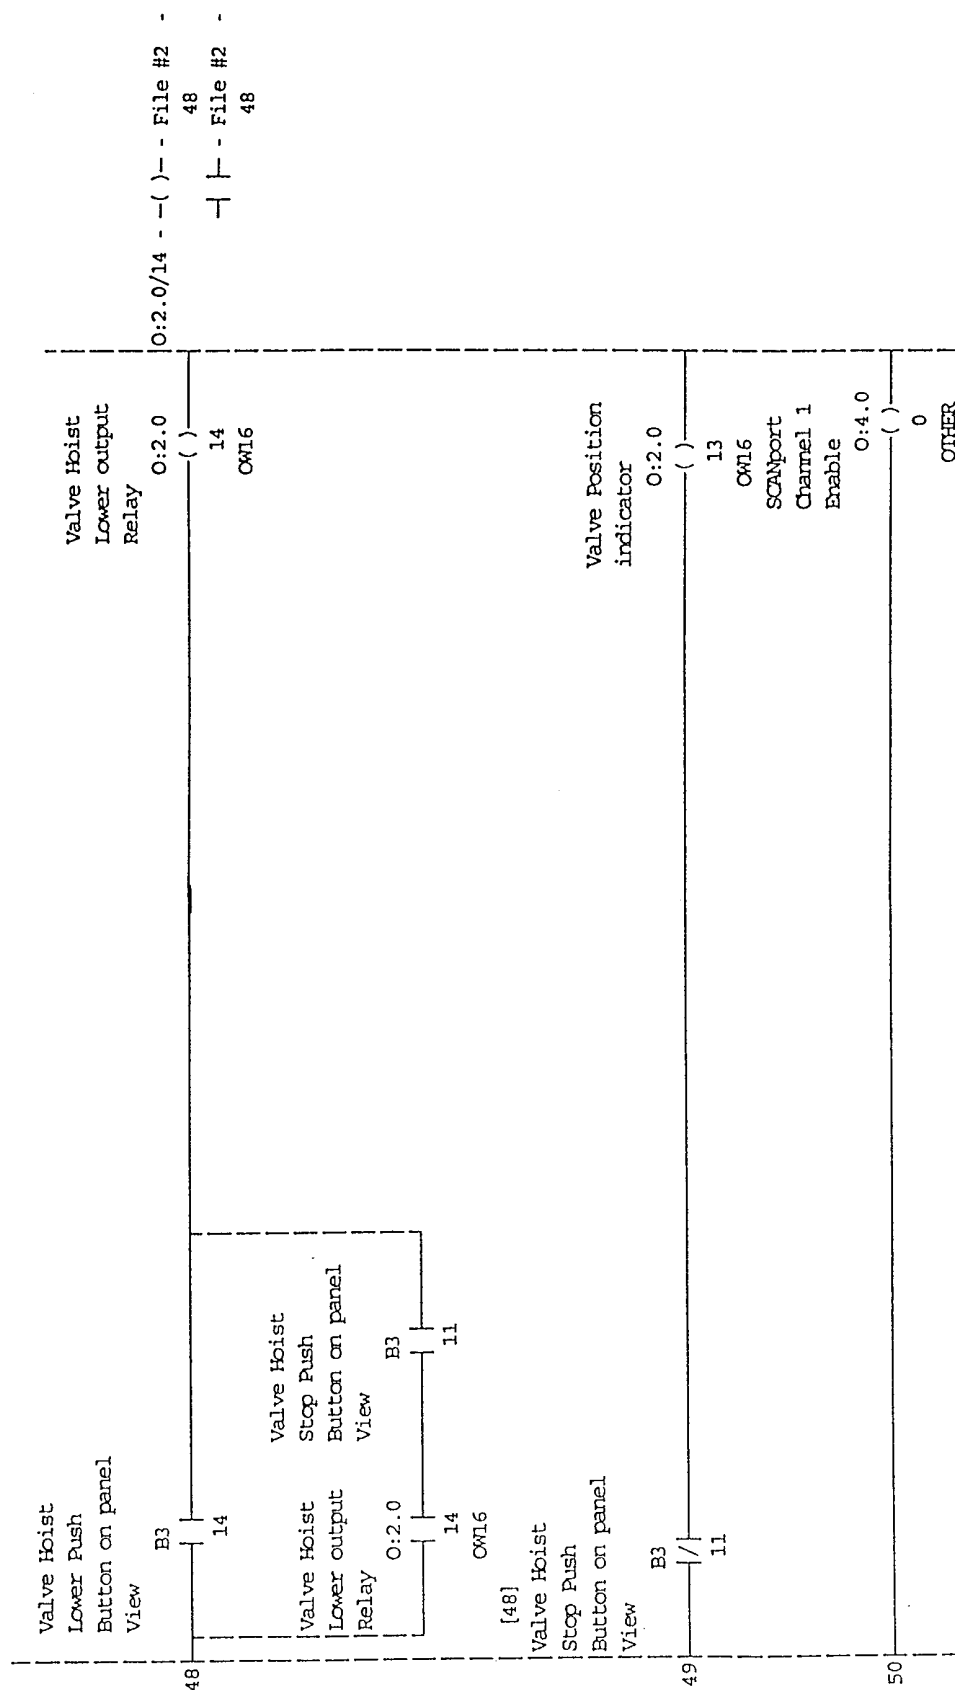 Valve Hoist
Lower Push
Button on panel
View
B3
14
48
Valve Hoist
Lower output
Relay
O:2.0
14
OW16
Valve Hoist
Stop Push
Button on panel
View
B3
11
Valve Hoist
Lower output
Relay
O:2.0
14
OW16
O:2.0/14 - -( )- - File #2 -
48
-] [- - File #2 -
48
[48]
Valve Hoist
Stop Push
Button on panel
View
B3
/
11
49
Valve Position
indicator
O:2.0
( )
13
OW16
SCANport
Channel 1
Enable
O:4.0
( )
0
OTHER
50